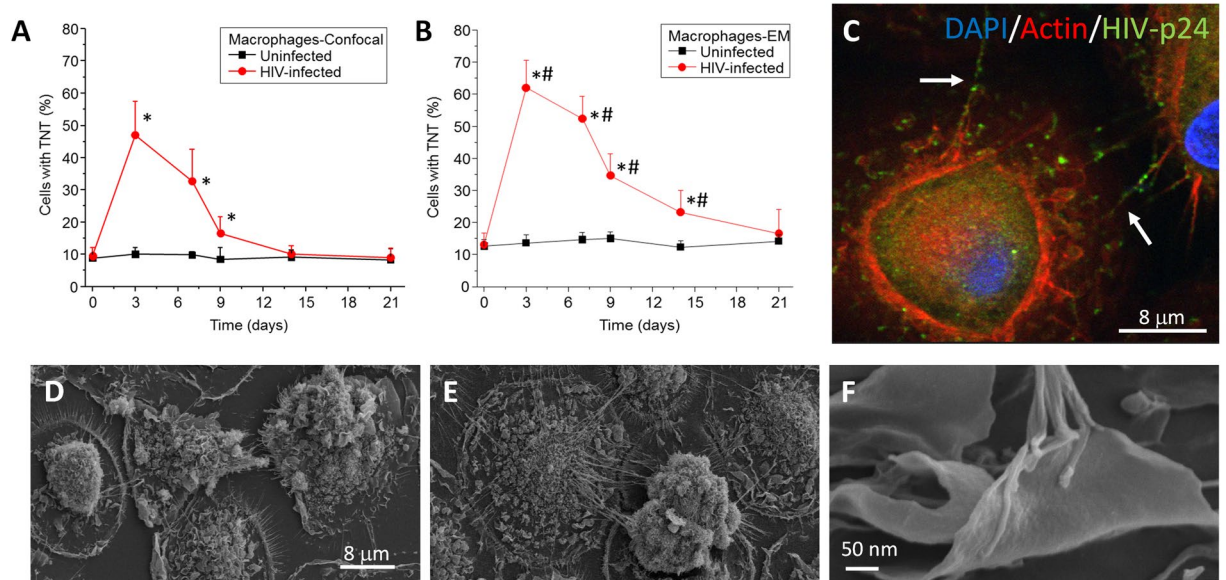 A
Macrophages-Confocal
Uninfected
HIV-infected
Cells with TNT (%)
80
70
60
50
40
30
20
10
0
*
*
*
0 3 6 9 12 15 18 21
Time (days)
B
Macrophages-EM
Uninfected
HIV-infected
Cells with TNT (%)
80
70
60
50
40
30
20
10
0
*#
*#
*#
*#
0 3 6 9 12 15 18 21
Time (days)
C
DAPI/Actin/HIV-p24
8 µm
D
8 µm
E
F
50 nm